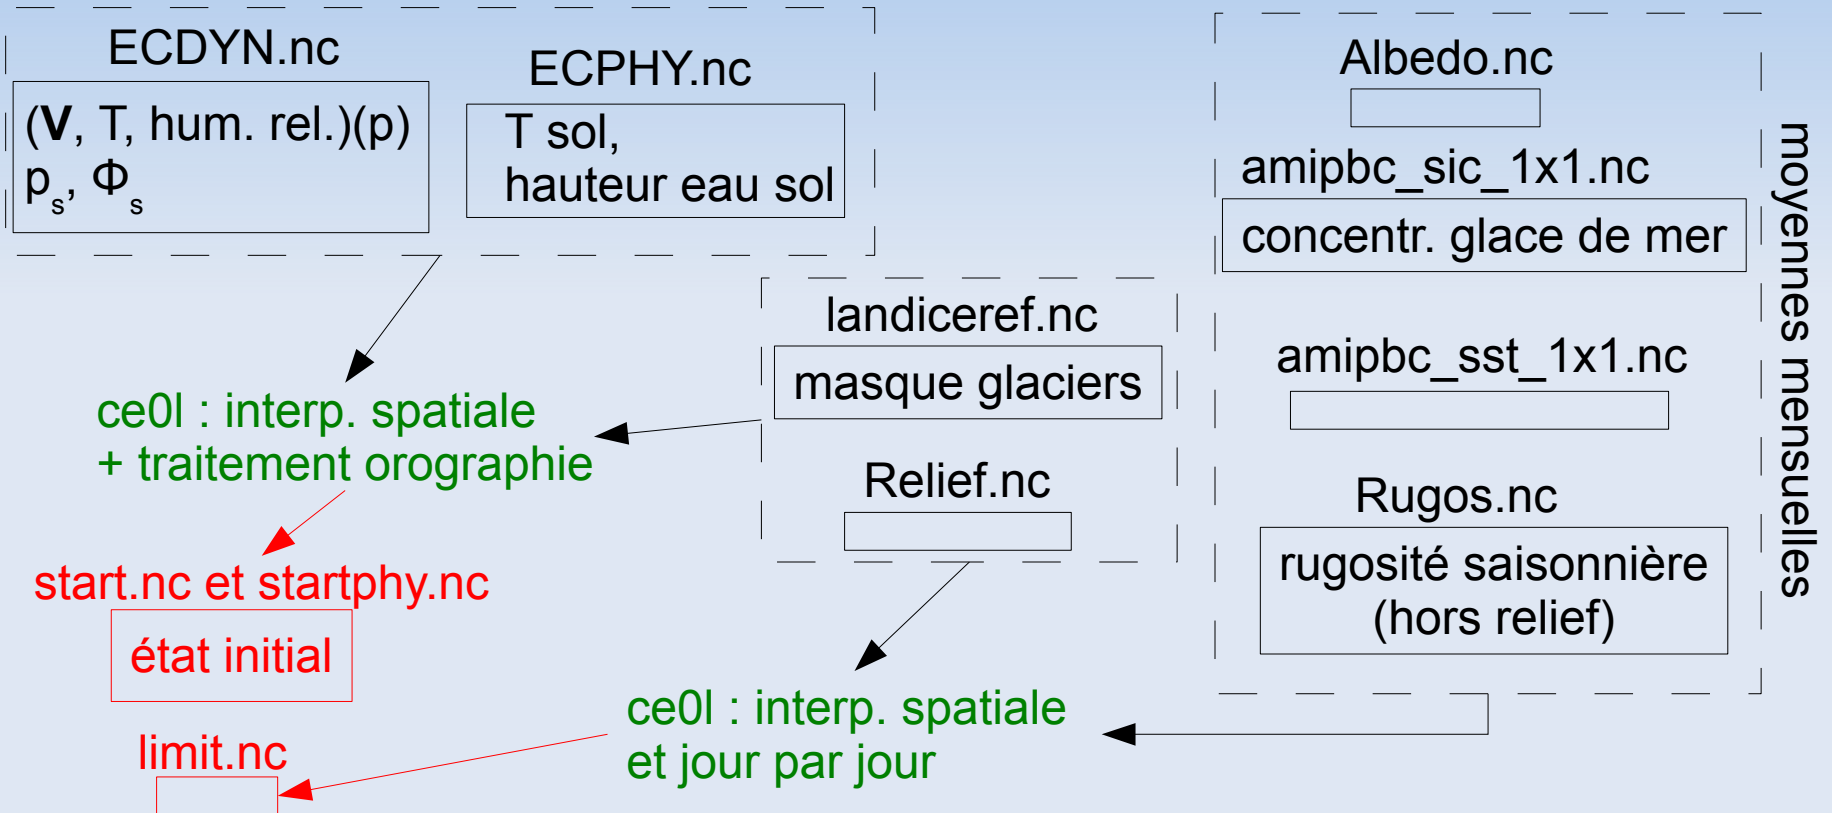 ECDYN.nc
(V, T, hum. rel.)(p)
ps, Φs
ECPHY.nc
T sol,
hauteur eau sol
Albedo.nc
amipbc_sic_1x1.nc
concentr. glace de mer
amipbc_sst_1x1.nc
Rugos.nc
rugosité saisonnière
(hors relief)
moyennes mensuelles
landiceref.nc
masque glaciers
Relief.nc
ce0l : interp. spatiale
+ traitement orographie
start.nc et startphy.nc
état initial
ce0l : interp. spatiale
et jour par jour
limit.nc